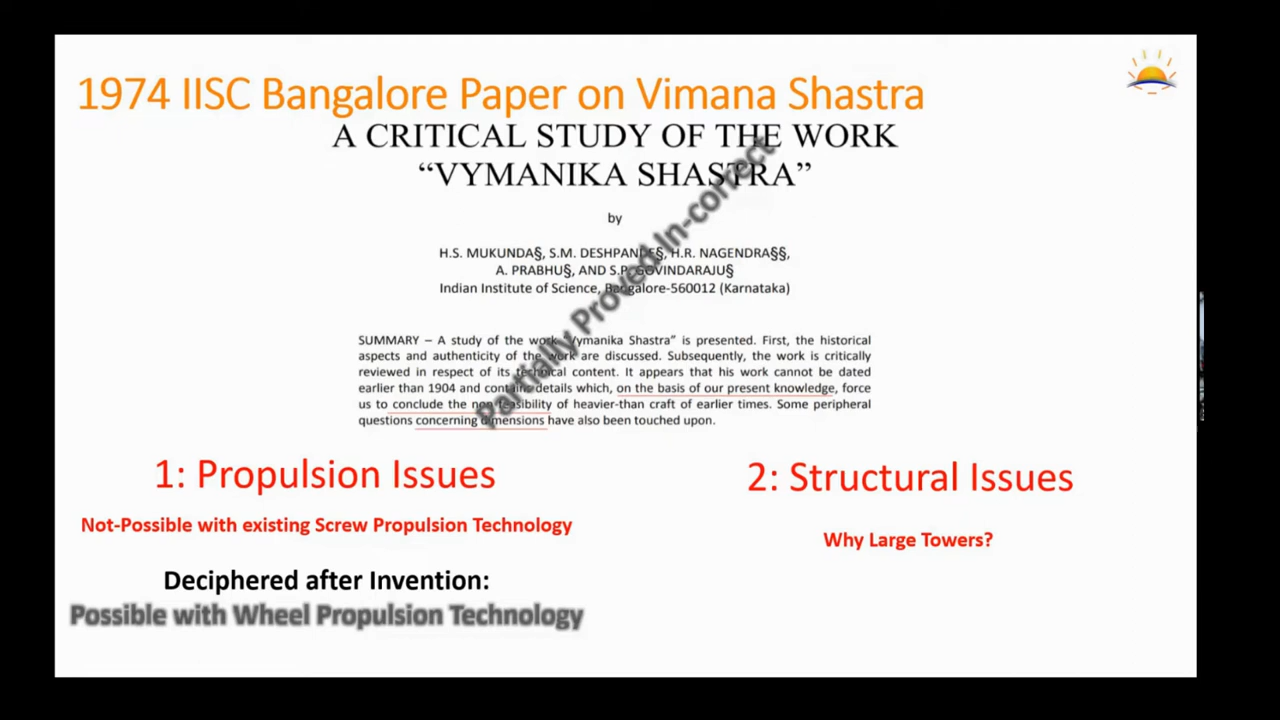 1974 IISC Bangalore Paper on Vimana Shastra
A CRITICAL STUDY OF THE WORK
“VYMANIKA SHASTRA”
by
H.S. MUKUNDA§, S.M. DESHPANDE§, H.R. NAGENDRA§§,
A. PRABHU§, AND S.P. GOVINDARAJU§
Indian Institute of Science, Bangalore-560012 (Karnataka)
SUMMARY – A study of the work “Vymanika Shastra” is presented. First, the historical
aspects and authenticity of the work are discussed. Subsequently, the work is critically
reviewed in respect of its technical content. It appears that his work cannot be dated
earlier than 1904 and contains details which, on the basis of our present knowledge, force
us to conclude the non feasibility of heavier-than craft of earlier times. Some peripheral
questions concerning dimensions have also been touched upon.
Partially Proved In-correct
1: Propulsion Issues
Not-Possible with existing Screw Propulsion Technology
Deciphered after Invention:
Possible with Wheel Propulsion Technology
2: Structural Issues
Why Large Towers?